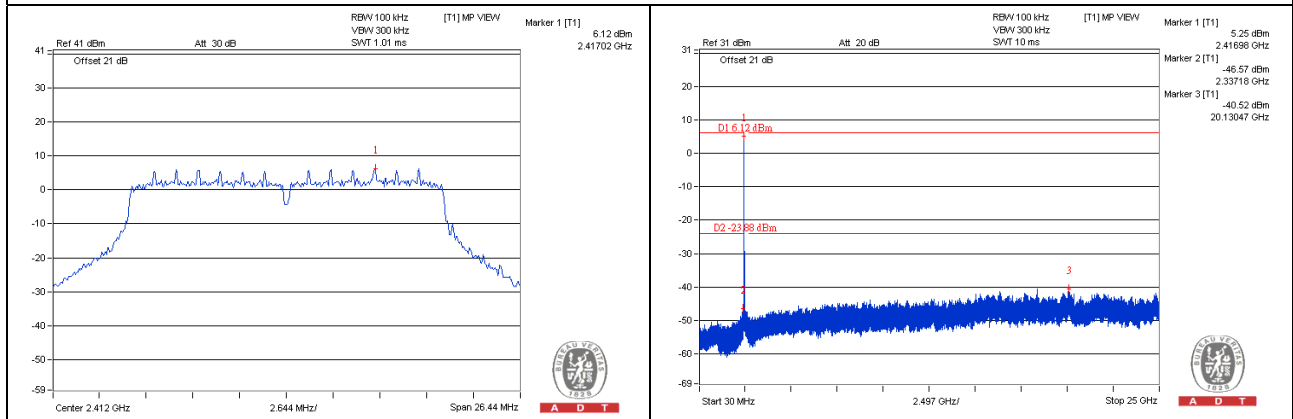 RBW 100 kHz [T1] MP VIEW
VBW 300 kHz
Ref 41 dBm Att 30 dB SWT 1.01 ms
Marker 1 [T1]
6.12 dBm
2.41702 GHz
41
Offset 21 dB
30
20
10
0
-10
-20
-30
-40
-50
-59
1
Center 2.412 GHz 2.644 MHz/ Span 26.44 MHz
BUREAU VERITAS
1828
A D T
RBW 100 kHz [T1] MP VIEW
VBW 300 kHz
Ref 31 dBm Att 20 dB SWT 10 ms
Marker 1 [T1]
5.25 dBm
2.41698 GHz
Marker 2 [T1]
-46.57 dBm
2.33718 GHz
Marker 3 [T1]
-40.52 dBm
20.13047 GHz
31
Offset 21 dB
20
1
D1 6.12 dBm
0
-10
-20
D2 -23.88 dBm
-30
-40
-50
-60
-69
2
3
Start 30 MHz 2.497 GHz/ Stop 25 GHz
BUREAU VERITAS
1828
A D T